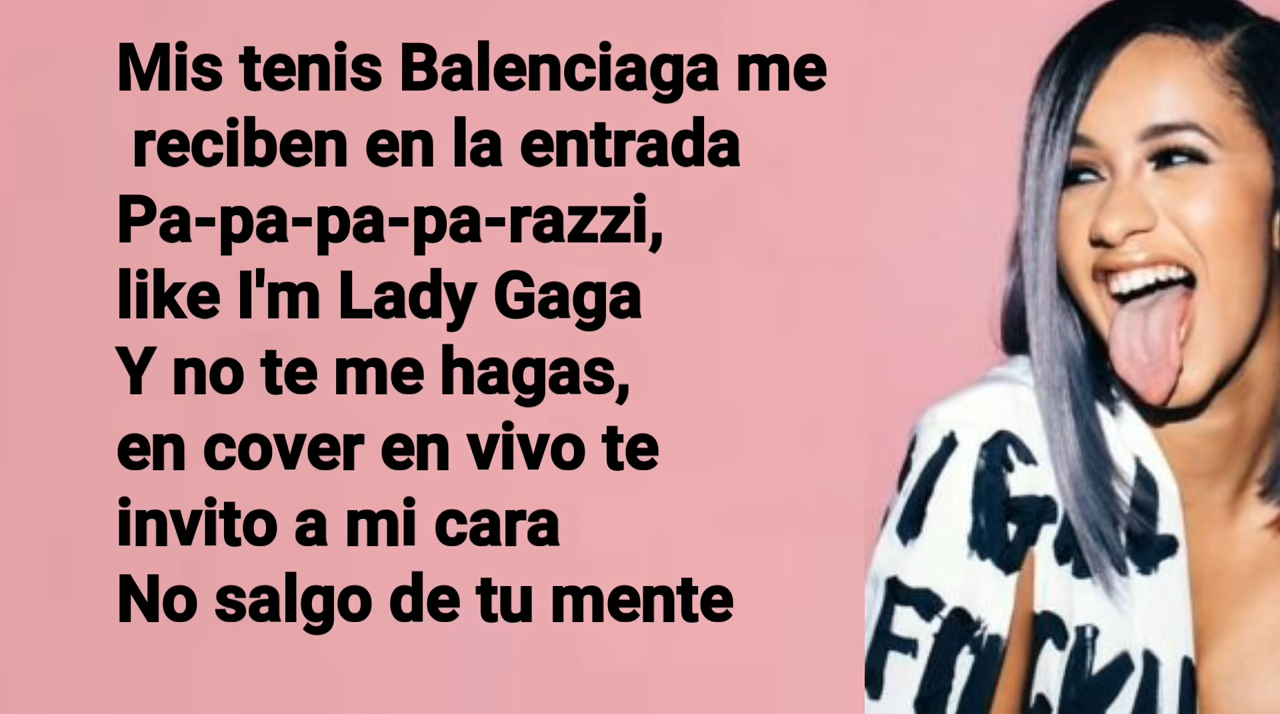 Mis tenis Balenciaga me
reciben en la entrada
Pa-pa-pa-pa-razzi,
like I'm Lady Gaga
Y no te me hagas,
en cover en vivo te
invito a mi cara
No salgo de tu mente